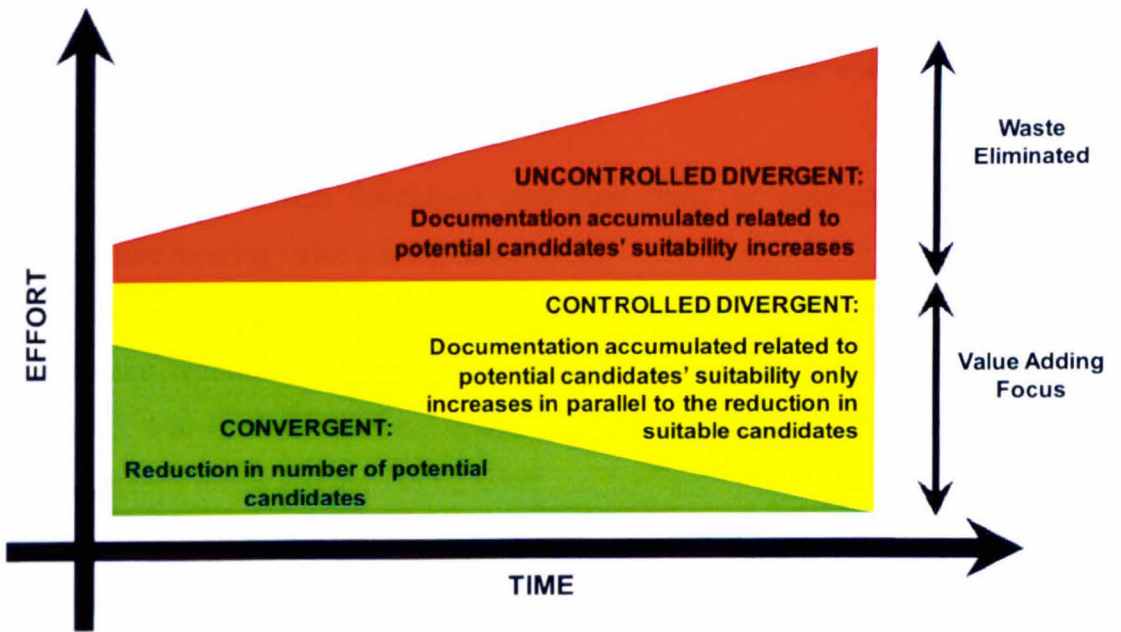 EFFORT
UNCONTROLLED DIVERGENT:
Documentation accumulated related to
potential candidates' suitability increases
CONTROLLED DIVERGENT:
Documentation accumulated related to
potential candidates' suitability only
increases in parallel to the reduction in
suitable candidates
CONVERGENT:
Reduction in number of potential
candidates
Waste
Eliminated
Value Adding
Focus
TIME